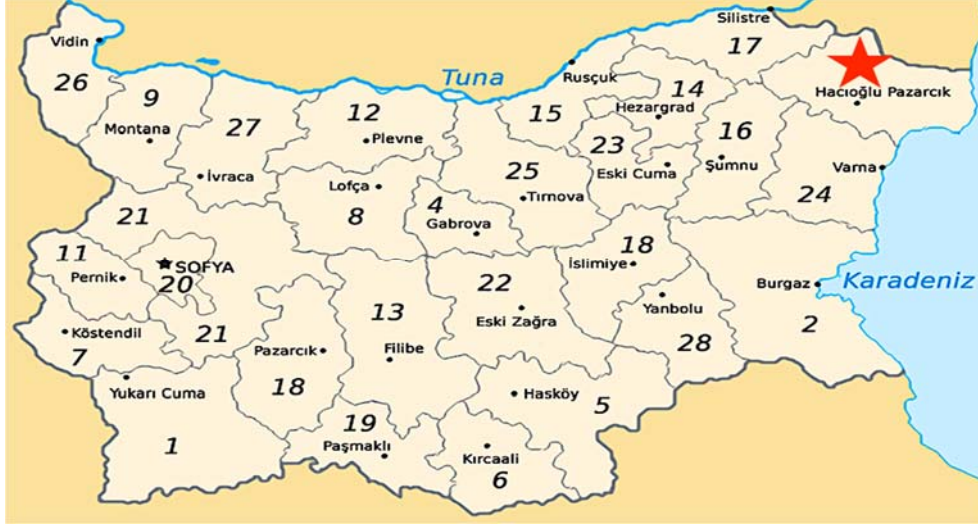 Silistre
17
Vidin
26
Tuna
Rusçuk
9
Montana
27
12
Plevne
15
14
Hezargrad
Hacıoğlu Pazarcık
23
Eski Cuma
16
Şumnu
Varna
24
İvraca
Lofça
8
4
Gabrova
25
Tırnova
21
11
Pernik
SOFYA
20
18
İslimiye
22
Eski Zağra
Burgaz
Karadeniz
2
Yanbolu
28
Köstendil
7
21
13
Filibe
Pazarcık
18
Yukarı Cuma
1
Hasköy
5
19
Paşmaklı
Kırcaali
6